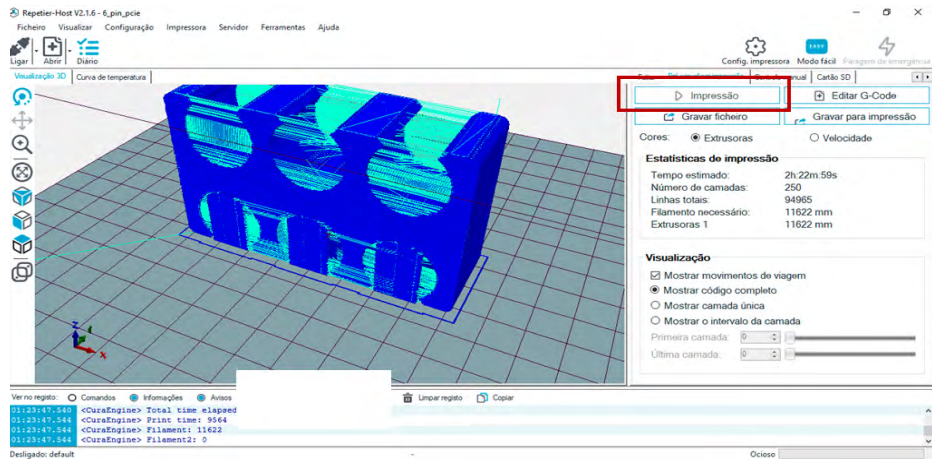 Repetier-Host V2.1.6 - 6_pin_pcie
Ficheiro Visualizar Configuração Impressora Servidor Ferramentas Ajuda
Ligar Abrir Diário
Config. impressora Modo fácil Paragem de emergência
EASY
Visualização 3D Curva de temperatura
manual Cartão SD
Impressão Editar G-Code
Gravar ficheiro Gravar para impressão
Cores: Extrusoras Velocidade
Estatísticas de impressão
Tempo estimado: 2h:22m:59s
Número de camadas: 250
Linhas totais: 94965
Filamento necessário: 11622 mm
Extrusoras 1 11622 mm
Visualização
Mostrar movimentos de viagem
Mostrar código completo
Mostrar camada única
Mostrar o intervalo da camada
Primeira camada: 0
Última camada: 0
Z
X
Ver no registo: Comandos Informações Avisos Limpar registo Copiar
01:23:47.540 <CuraEngine> Total time elapsed
01:23:47.544 <CuraEngine> Print time: 9564
01:23:47.544 <CuraEngine> Filament: 11622
01:23:47.544 <CuraEngine> Filament2: 0
Desligado: default - Ocioso